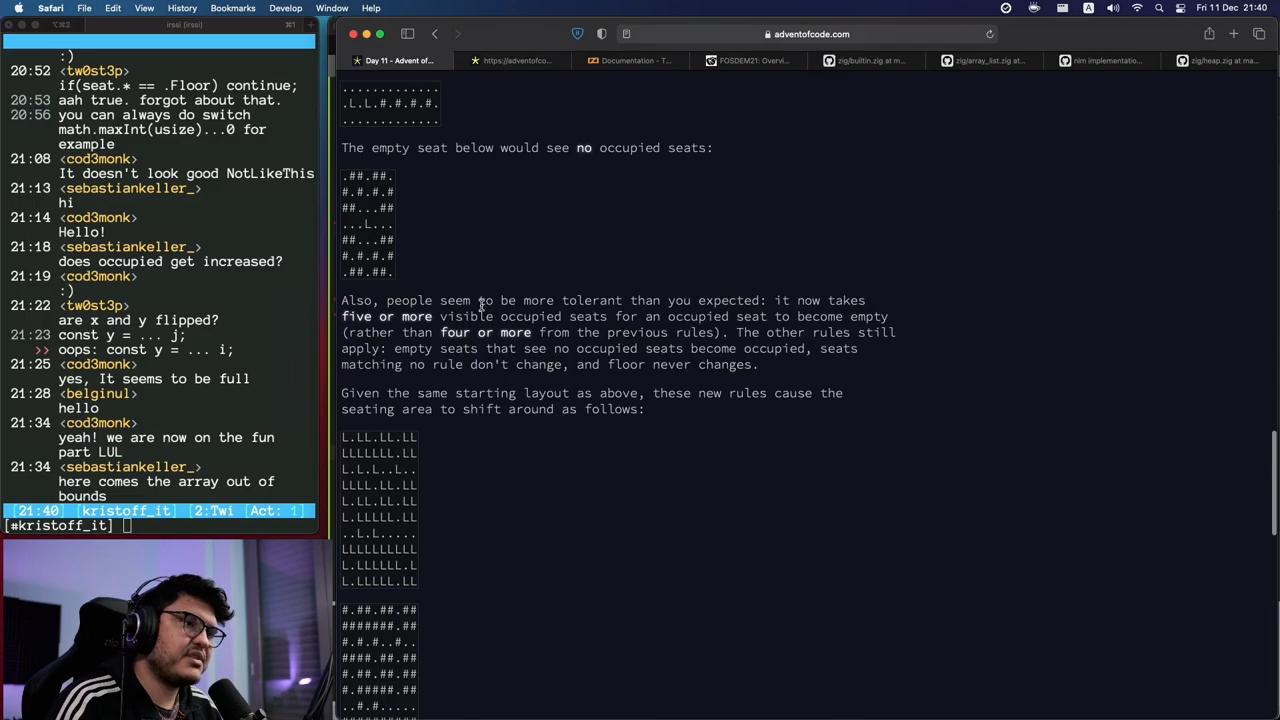 Safari File Edit View History Bookmarks Develop Window Help
Fri 11 Dec 21:40
⌥⌘2 irssi (irssi) ⌘1
:)
20:52 <tw0st3p>
if(seat.* == .Floor) continue;
20:53 aah true. forgot about that.
20:56 you can always do switch
math.maxInt(usize)...0 for
example
21:08 <cod3monk>
It doesn't look good NotLikeThis
21:13 <sebastiankeller_>
hi
21:14 <cod3monk>
Hello!
21:18 <sebastiankeller_>
does occupied get increased?
21:19 <cod3monk>
:)
21:22 <tw0st3p>
are x and y flipped?
21:23 const y = ... j;
>> oops: const y = ... i;
21:25 <cod3monk>
yes, It seems to be full
21:28 <belginul>
hello
21:34 <cod3monk>
yeah! we are now on the fun
part LUL
21:34 <sebastiankeller_>
here comes the array out of
bounds
[21:40] [kristoff_it] [2:Twi [Act: 1]
[#kristoff_it]
adventofcode.com
Day 11 - Advent of...
https://adventofco...
Documentation - T...
FOSDEM21: Overvi...
zig/builtin.zig at m...
zig/array_list.zig at...
nim implementatio...
zig/heap.zig at ma...
.............
.L.L.#.#.#.#.
.............
The empty seat below would see no occupied seats:
.##.##.
#.#.#.#
##...##
...L...
##...##
#.#.#.#
.##.##.
Also, people seem to be more tolerant than you expected: it now takes
five or more visible occupied seats for an occupied seat to become empty
(rather than four or more from the previous rules). The other rules still
apply: empty seats that see no occupied seats become occupied, seats
matching no rule don't change, and floor never changes.
Given the same starting layout as above, these new rules cause the
seating area to shift around as follows:
L.LL.LL.LL
LLLLLLL.LL
L.L.L..L..
LLLL.LL.LL
L.LL.LL.LL
L.LLLLL.LL
..L.L.....
LLLLLLLLLL
L.LLLLLL.L
L.LLLLL.LL
#.##.##.##
#######.##
#.#.#..#..
####.##.##
#.##.##.##
#.#####.##
..#.#.....